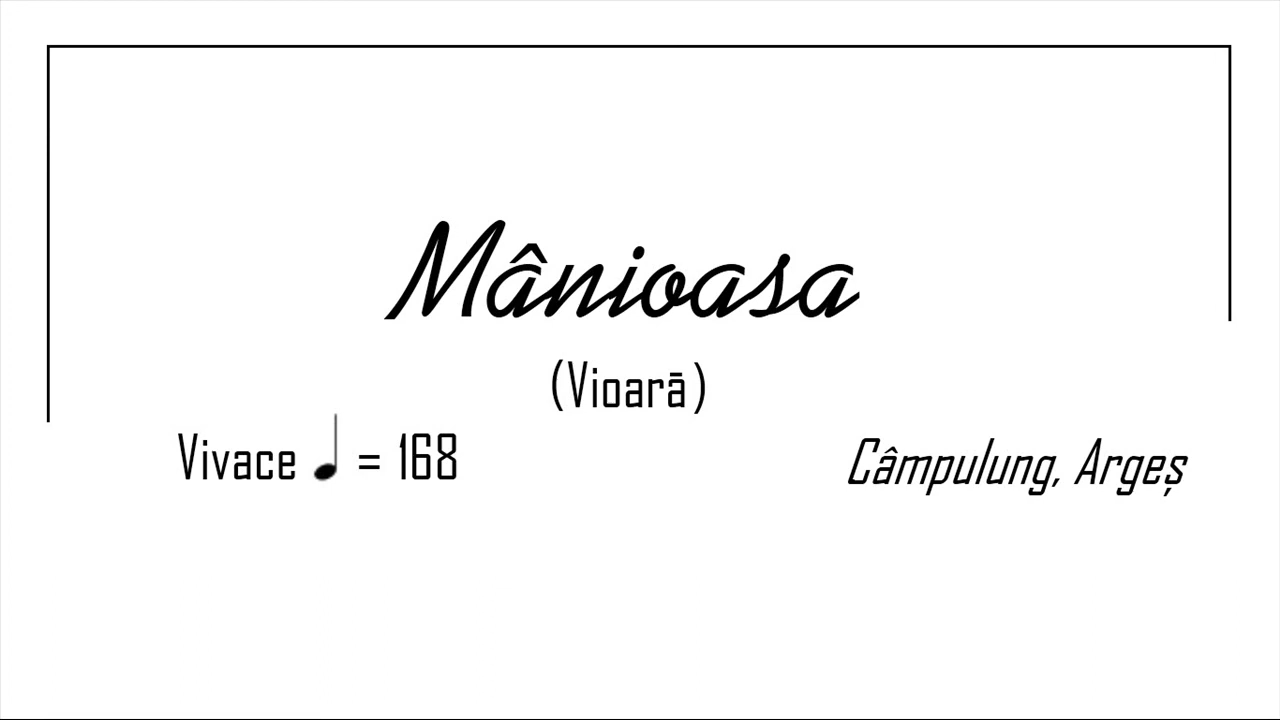 Mânioasa
(Vioară)
Vivace ♩ = 168
Câmpulung, Argeș